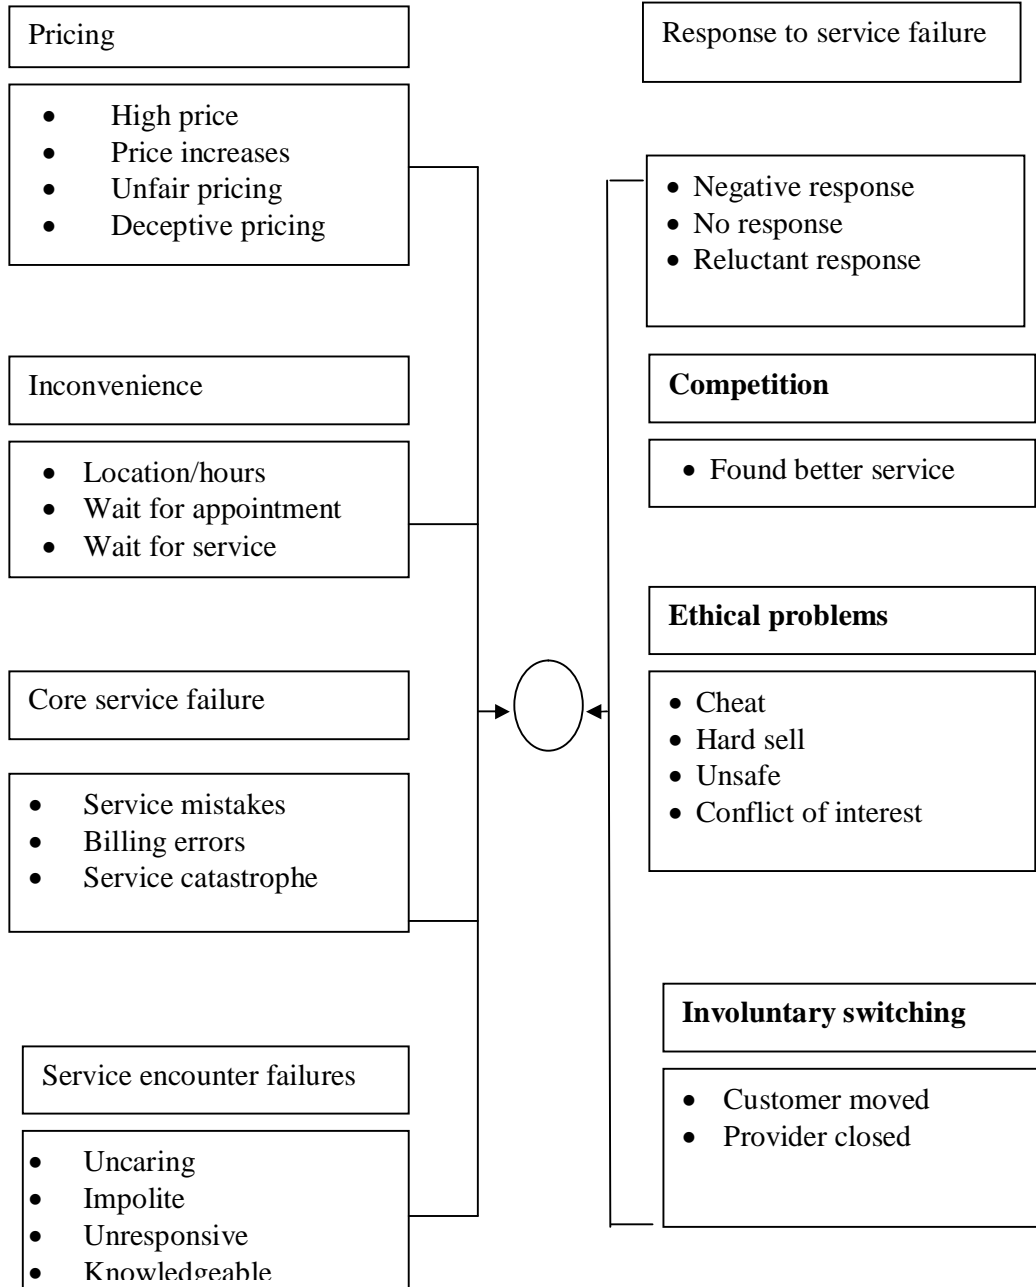 Pricing
• High price
• Price increases
• Unfair pricing
• Deceptive pricing
Inconvenience
• Location/hours
• Wait for appointment
• Wait for service
Core service failure
• Service mistakes
• Billing errors
• Service catastrophe
Service encounter failures
• Uncaring
• Impolite
• Unresponsive
• Knowledgeable
Response to service failure
• Negative response
• No response
• Reluctant response
Competition
• Found better service
Ethical problems
• Cheat
• Hard sell
• Unsafe
• Conflict of interest
Involuntary switching
• Customer moved
• Provider closed